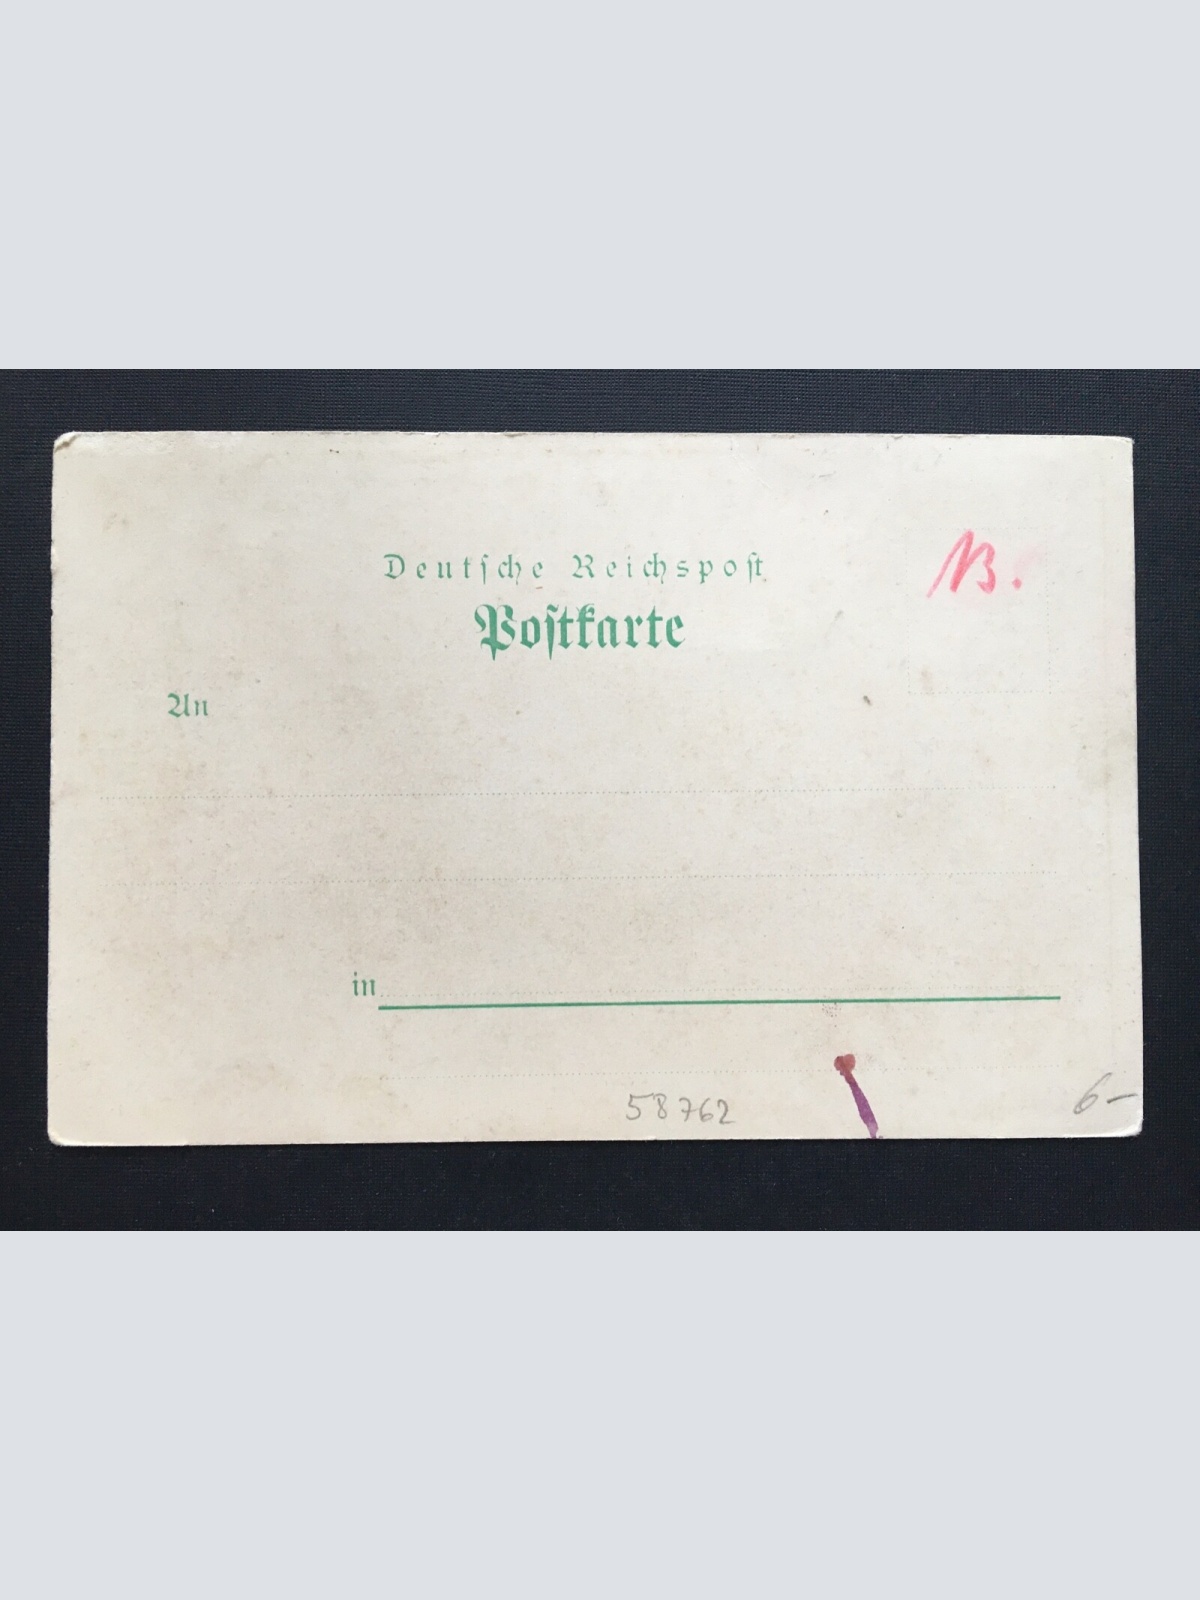 Deutſche Reichspoſt
B.
Poſtkarte
An
in
58762
6–